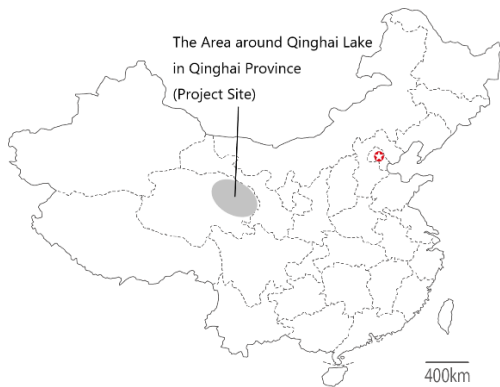 The Area around Qinghai Lake
in Qinghai Province
(Project Site)
400km